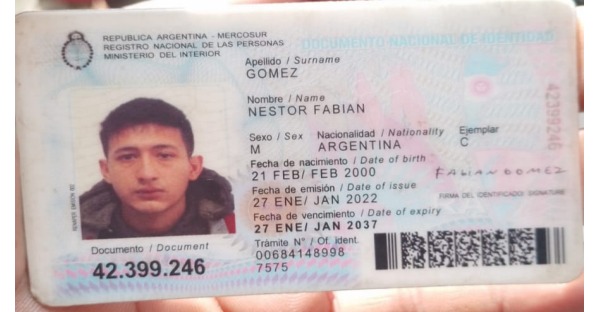 REPUBLICA ARGENTINA - MERCOSUR
REGISTRO NACIONAL DE LAS PERSONAS
MINISTERIO DEL INTERIOR
DOCUMENTO NACIONAL DE IDENTIDAD
Apellido / Surname
GOMEZ
Nombre / Name
NESTOR FABIAN
Sexo / Sex Nacionalidad / Nationality Ejemplar
M ARGENTINA C
Fecha de nacimiento / Date of birth
21 FEB/ FEB 2000
Fecha de emisión / Date of issue
27 ENE/ JAN 2022
Fecha de vencimiento / Date of expiry
27 ENE/ JAN 2037
Trámite N° / Of. ident.
00684148998
7575
FABIAN GOMEZ
FIRMA DEL IDENTIFICADO/ SIGNATURE
42399246
Documento / Document
42.399.246